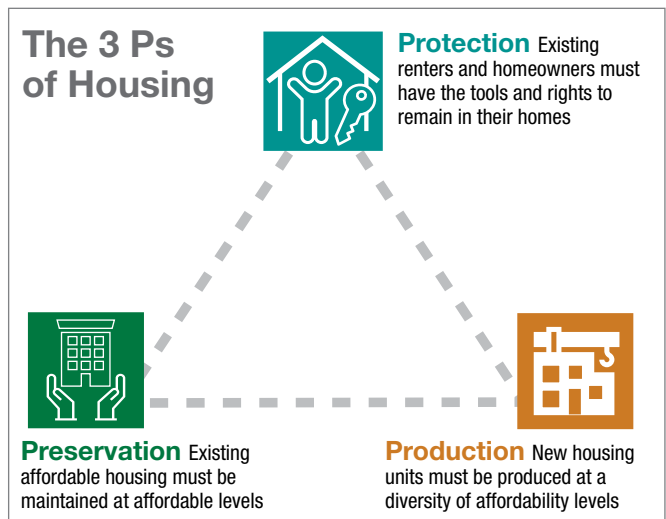 The 3 Ps
of Housing
Protection Existing
renters and homeowners must
have the tools and rights to
remain in their homes
Preservation Existing
affordable housing must be
maintained at affordable levels
Production New housing
units must be produced at a
diversity of affordability levels